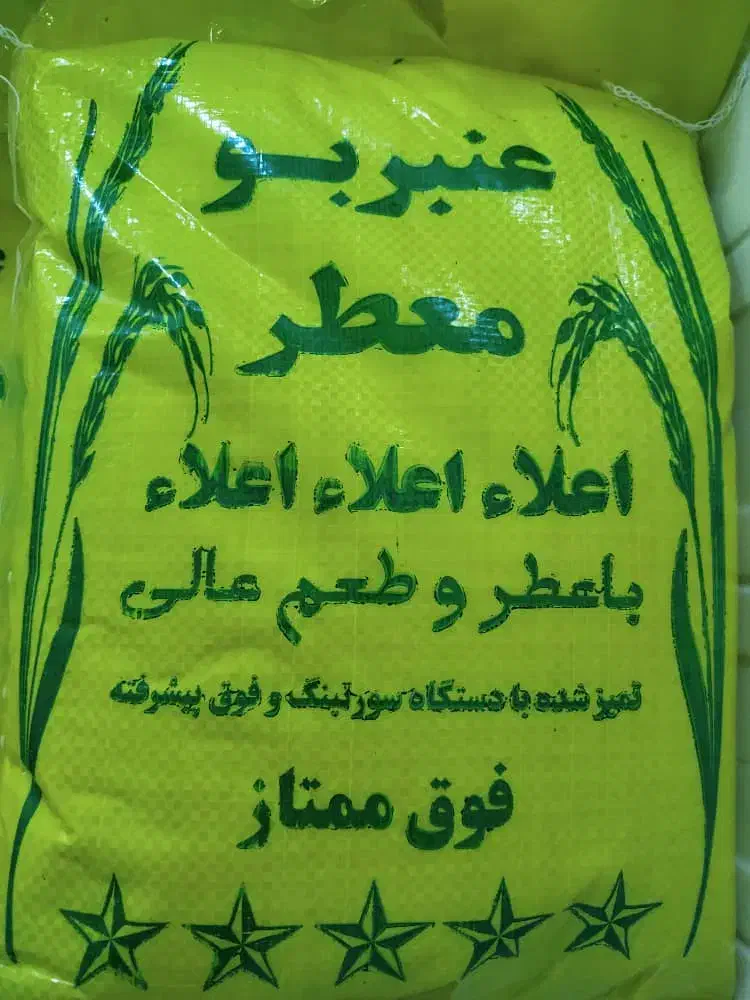 عنبربو
معطر
اعلاء اعلاء اعلاء
باعطر و طعم عالی
تمیز شده با دستگاه سورتینگ و فوق پیشرفته
فوق ممتاز